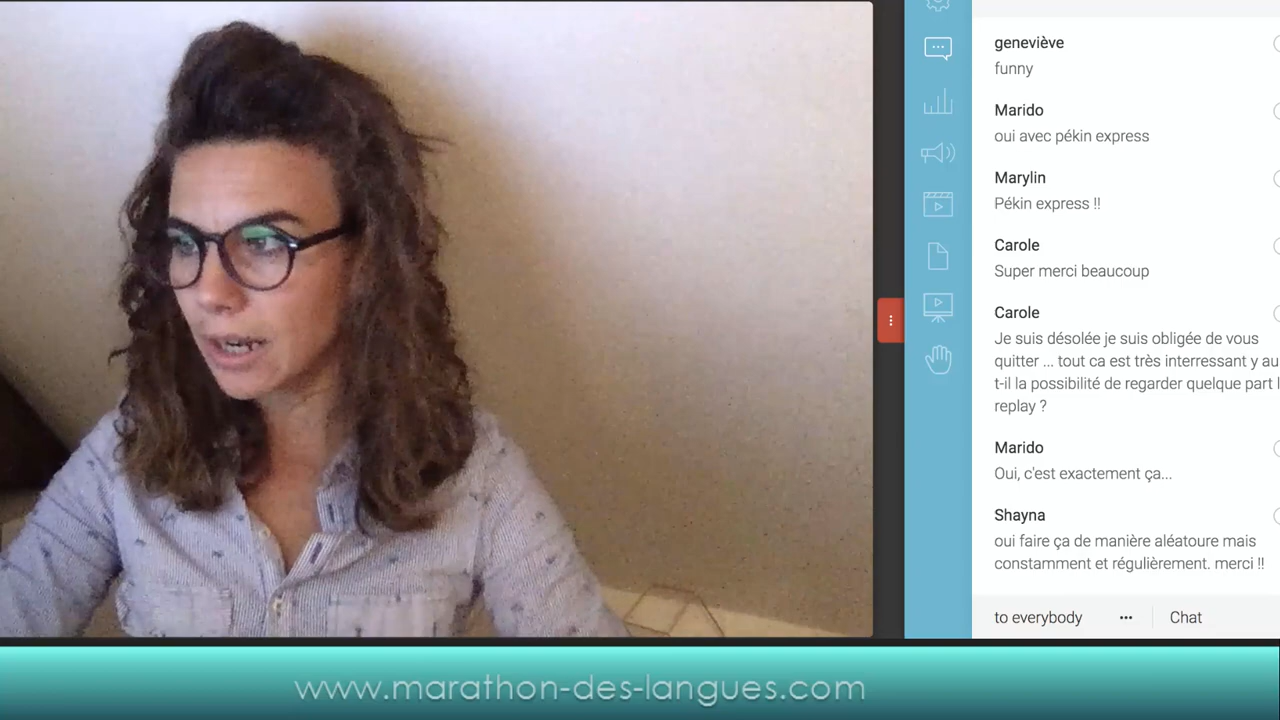 geneviève
funny
Marido
oui avec pékin express
Marylin
Pékin express !!
Carole
Super merci beaucoup
Carole
Je suis désolée je suis obligée de vous
quitter ... tout ca est très interressant y au
t-il la possibilité de regarder quelque part l
replay ?
Marido
Oui, c'est exactement ça...
Shayna
oui faire ça de manière aléatoure mais
constamment et régulièrement. merci !!
to everybody ••• Chat
www.marathon-des-langues.com